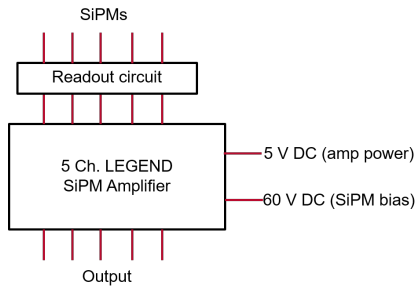 SiPMs
Readout circuit
5 Ch. LEGEND
SiPM Amplifier
5 V DC (amp power)
60 V DC (SiPM bias)
Output